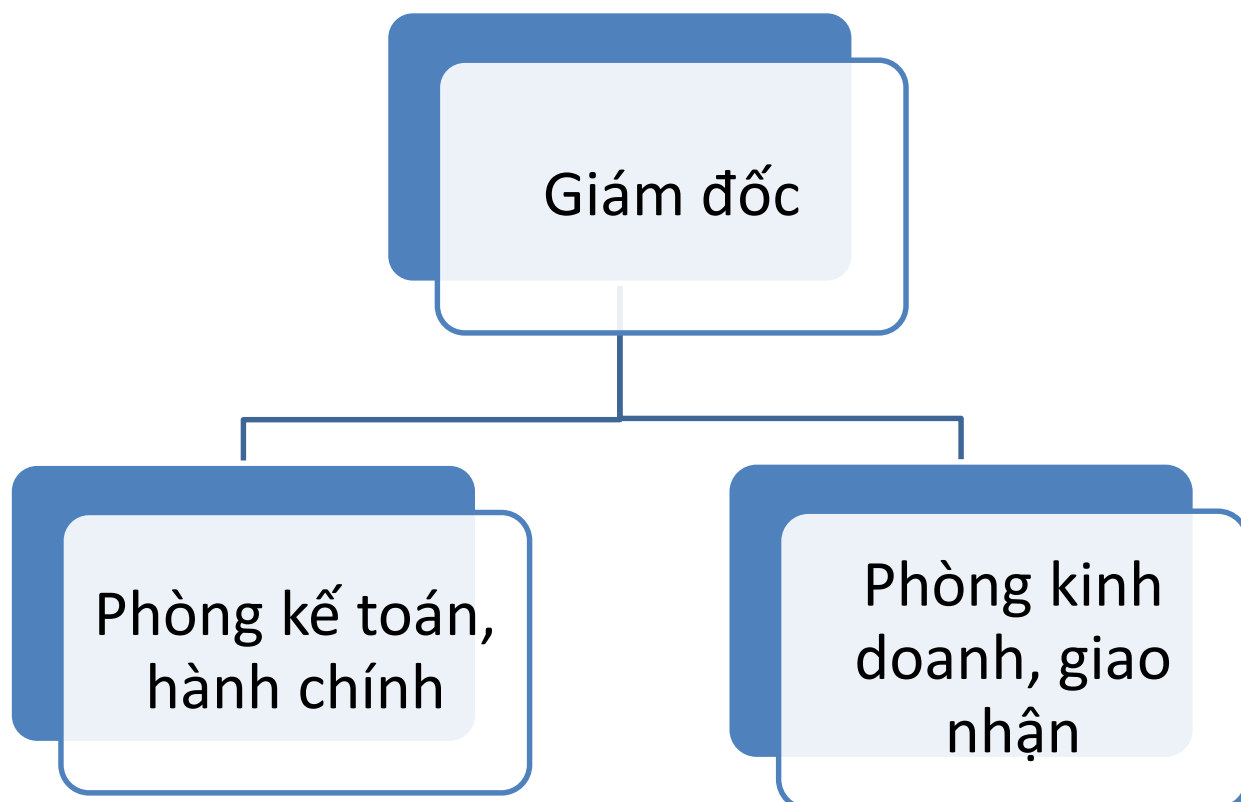 Giám đốc
Phòng kế toán,
hành chính
Phòng kinh
doanh, giao
nhận